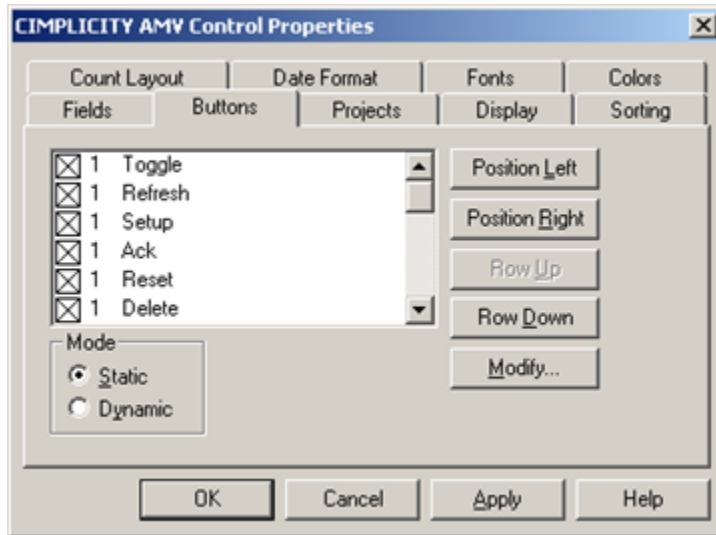 CIMPLICITY AMV Control Properties
Count Layout Date Format Fonts Colors
Fields Buttons Projects Display Sorting
1 Toggle
1 Refresh
1 Setup
1 Ack
1 Reset
1 Delete
Position Left
Position Right
Row Up
Row Down
Modify...
Mode
Static
Dynamic
OK Cancel Apply Help